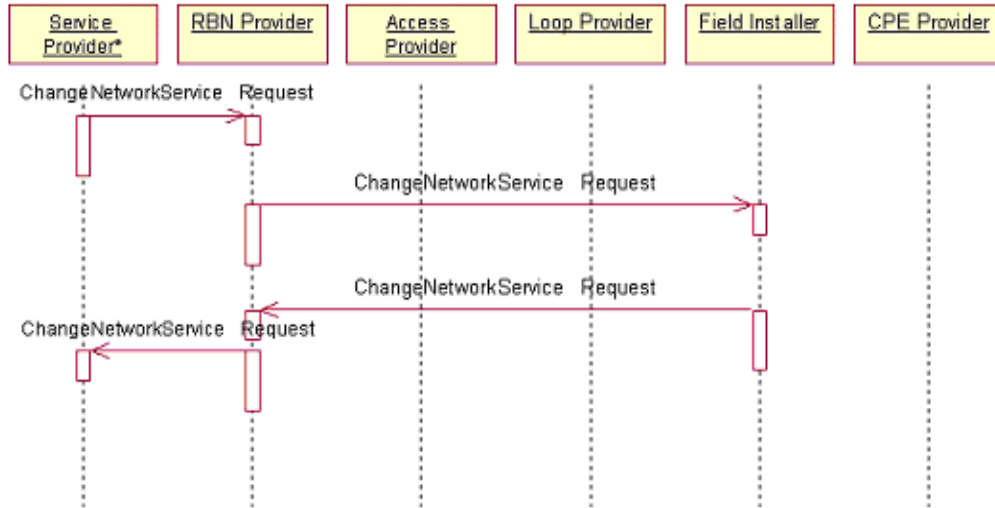 Service
Provider*
RBN Provider
Access
Provider
Loop Provider
Field Installer
CPE Provider
ChangeNetworkService Request
ChangeNetworkService Request
ChangeNetworkService Request
ChangeNetworkService Request